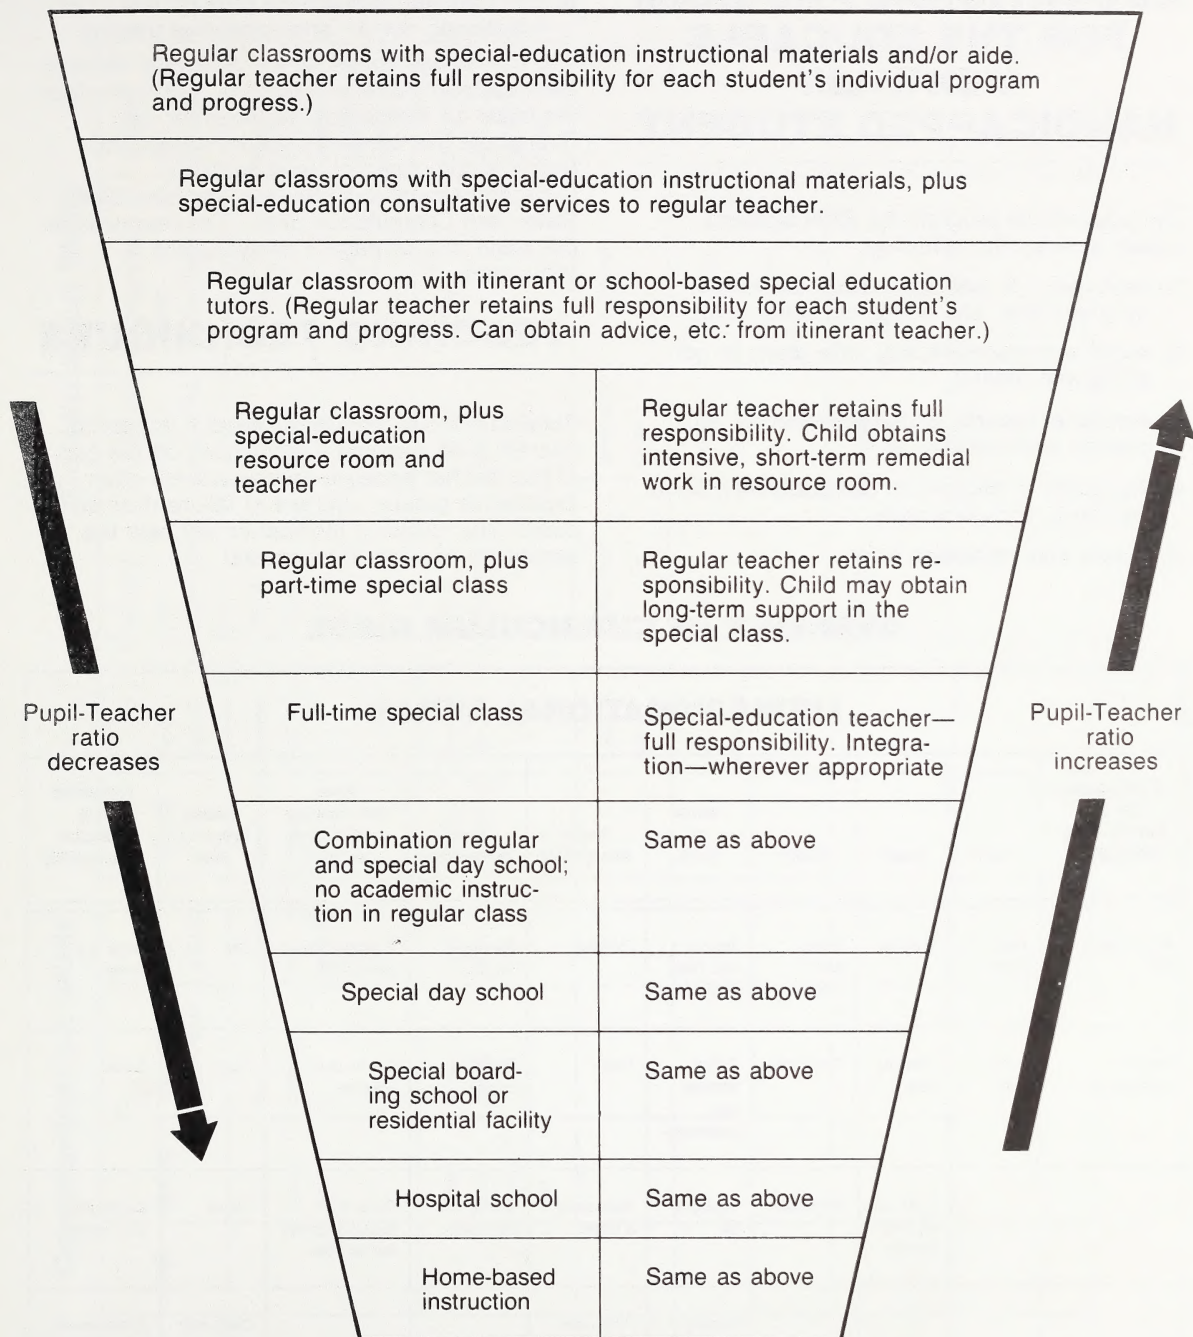 Regular classrooms with special-education instructional materials and/or aide.
(Regular teacher retains full responsibility for each student's individual program
and progress.)
Regular classrooms with special-education instructional materials, plus
special-education consultative services to regular teacher.
Regular classroom with itinerant or school-based special education
tutors. (Regular teacher retains full responsibility for each student's
program and progress. Can obtain advice, etc. from itinerant teacher.)
Regular classroom, plus
special-education
resource room and
teacher
Regular teacher retains full
responsibility. Child obtains
intensive, short-term remedial
work in resource room.
Regular classroom, plus
part-time special class
Regular teacher retains re-
sponsibility. Child may obtain
long-term support in the
special class.
Pupil-Teacher
ratio
decreases
Full-time special class
Special-education teacher—
full responsibility. Integra-
tion—wherever appropriate
Pupil-Teacher
ratio
increases
Combination regular
and special day school;
no academic instruc-
tion in regular class
Same as above
Special day school
Same as above
Special board-
ing school or
residential facility
Same as above
Hospital school
Same as above
Home-based
instruction
Same as above